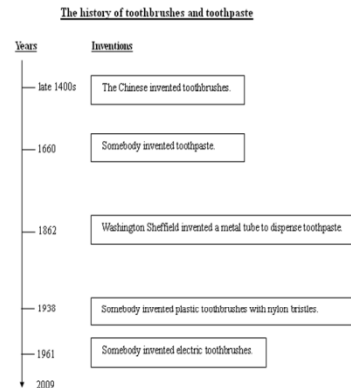 The history of toothbrushes and toothpaste
Years Inventions
late 1400s The Chinese invented toothbrushes.
1660 Somebody invented toothpaste.
1862 Washington Sheffield invented a metal tube to dispense toothpaste.
1938 Somebody invented plastic toothbrushes with nylon bristles.
1961 Somebody invented electric toothbrushes.
2009